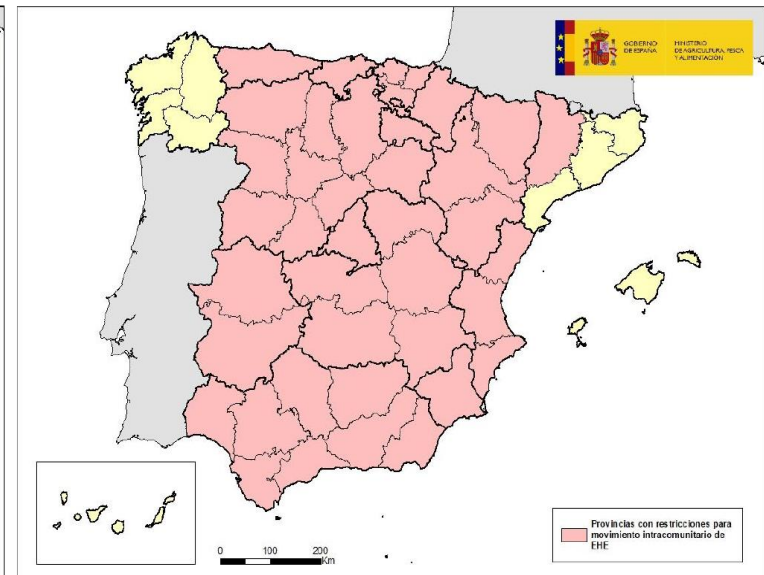 GOBIERNO
DE ESPAÑA
MINISTERIO
DE AGRICULTURA, PESCA
Y ALIMENTACIÓN
Provincias con restricciones para
movimiento intracomunitario de
EHE
0 100 200
Km